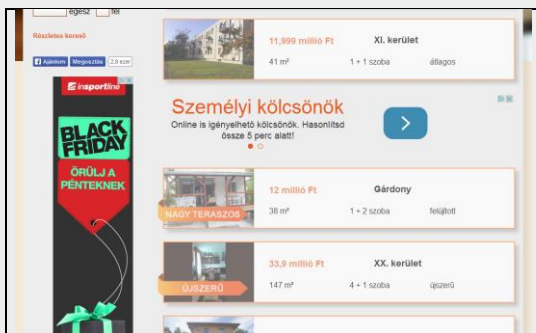 egész fél
Részletes kereső
Ajánlom Megosztás 2,8 ezer
insportline
BLACK
FRIDAY
ÖRÜLJ A
PÉNTEKNEK
11,999 millió Ft XI. kerület
41 m² 1 + 1 szoba átlagos
Személyi kölcsönök
Online is igényelhető kölcsönök. Hasonlítsd
össze 5 perc alatt!
12 millió Ft Gárdony
38 m² 1 + 2 szoba felújított
NAGY TERASZOS
33,9 millió Ft XX. kerület
147 m² 4 + 1 szoba újszerű
ÚJSZERŰ